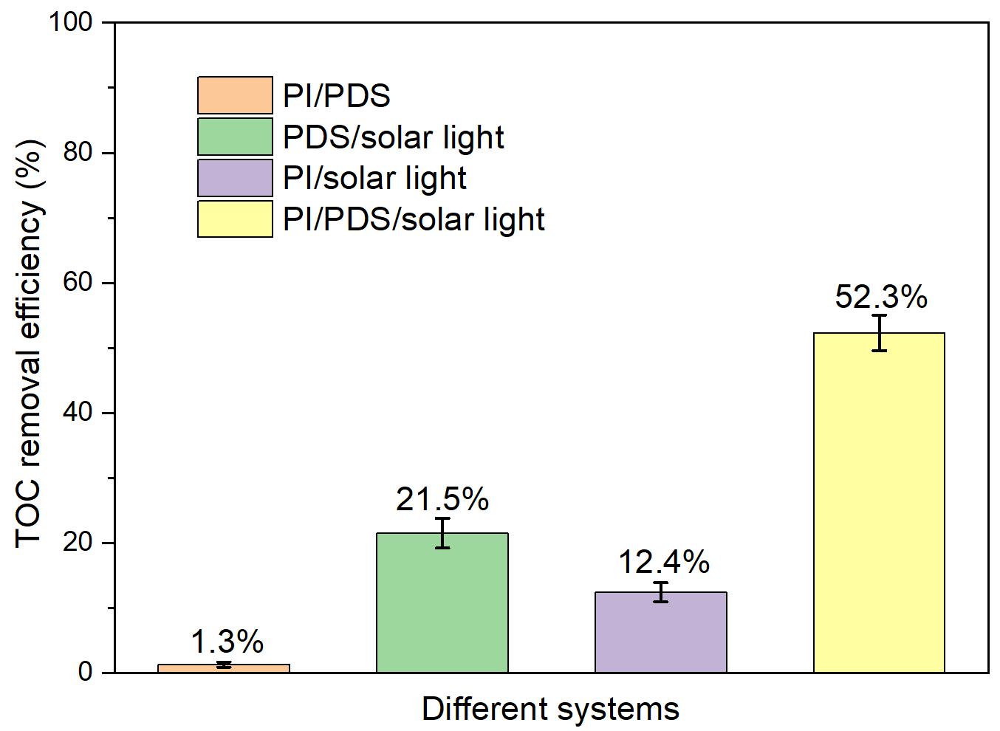 100
80
60
40
20
0
TOC removal efficiency (%)
PI/PDS
PDS/solar light
PI/solar light
PI/PDS/solar light
1.3%
21.5%
12.4%
52.3%
Different systems